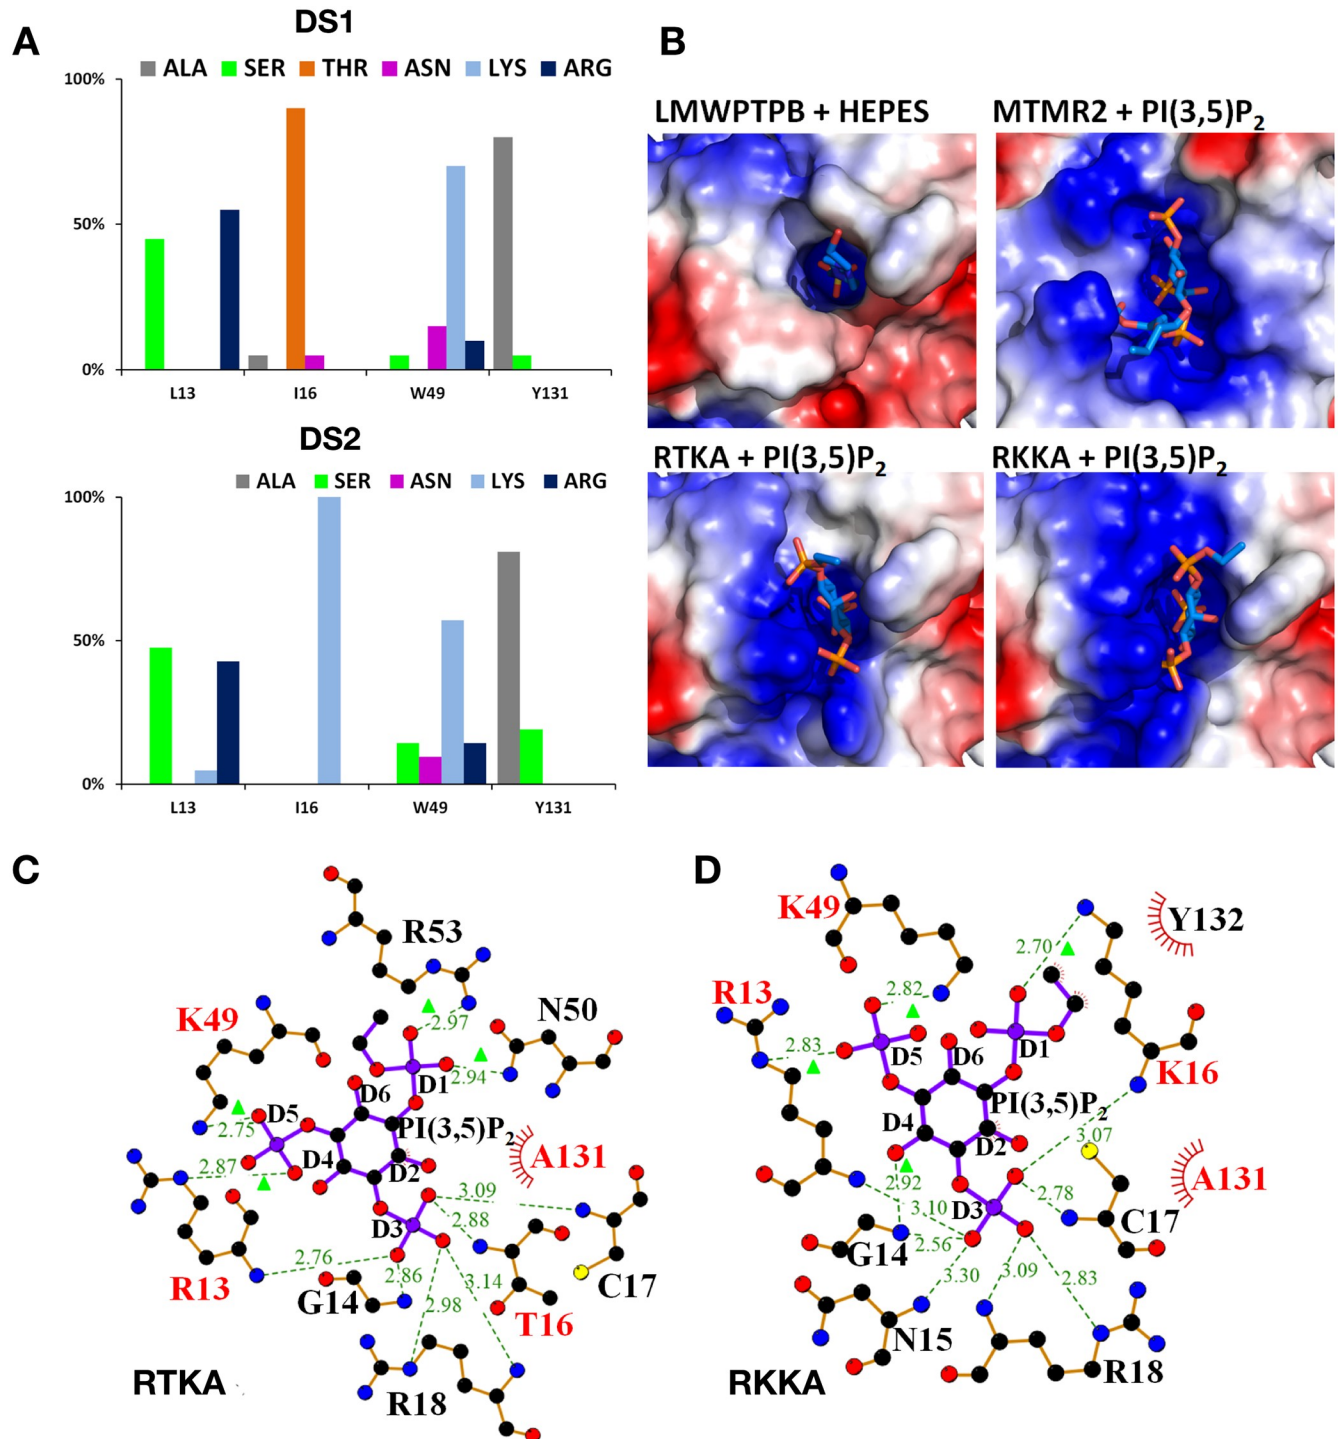 A
DS1
ALA SER THR ASN LYS ARG
100%
50%
0%
L13 I16 W49 Y131
DS2
ALA SER ASN LYS ARG
100%
50%
0%
L13 I16 W49 Y131
B
LMWPTPB + HEPES
MTMR2 + PI(3,5)P2
RTKA + PI(3,5)P2
RKKA + PI(3,5)P2
C
R53
2.97
N50
K49
2.94
D1
D6
D5
PI(3,5)P2
2.75
D4
D2
A131
2.87
3.09
D3
2.88
2.76
R13
2.86
3.14
C17
G14
2.98
T16
RTKA
R18
D
K49
Y132
2.70
R13
2.82
2.83
D5
D6
D1
K16
PI(3,5)P2
D4
D2
3.07
2.92
A131
3.10
D3
2.78
C17
G14
2.56
3.30
3.09
2.83
N15
RKKA
R18